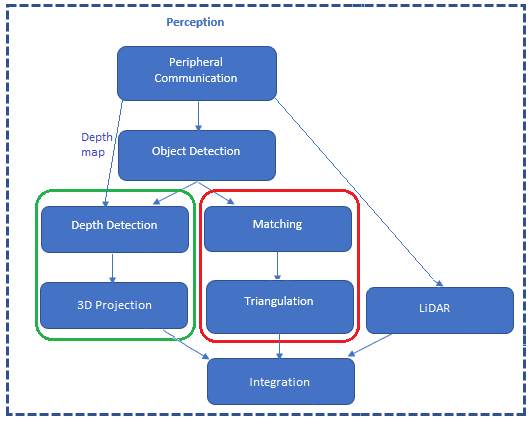 Perception
Peripheral
Communication
Depth
map
Object Detection
Depth Detection
Matching
3D Projection
Triangulation
LiDAR
Integration